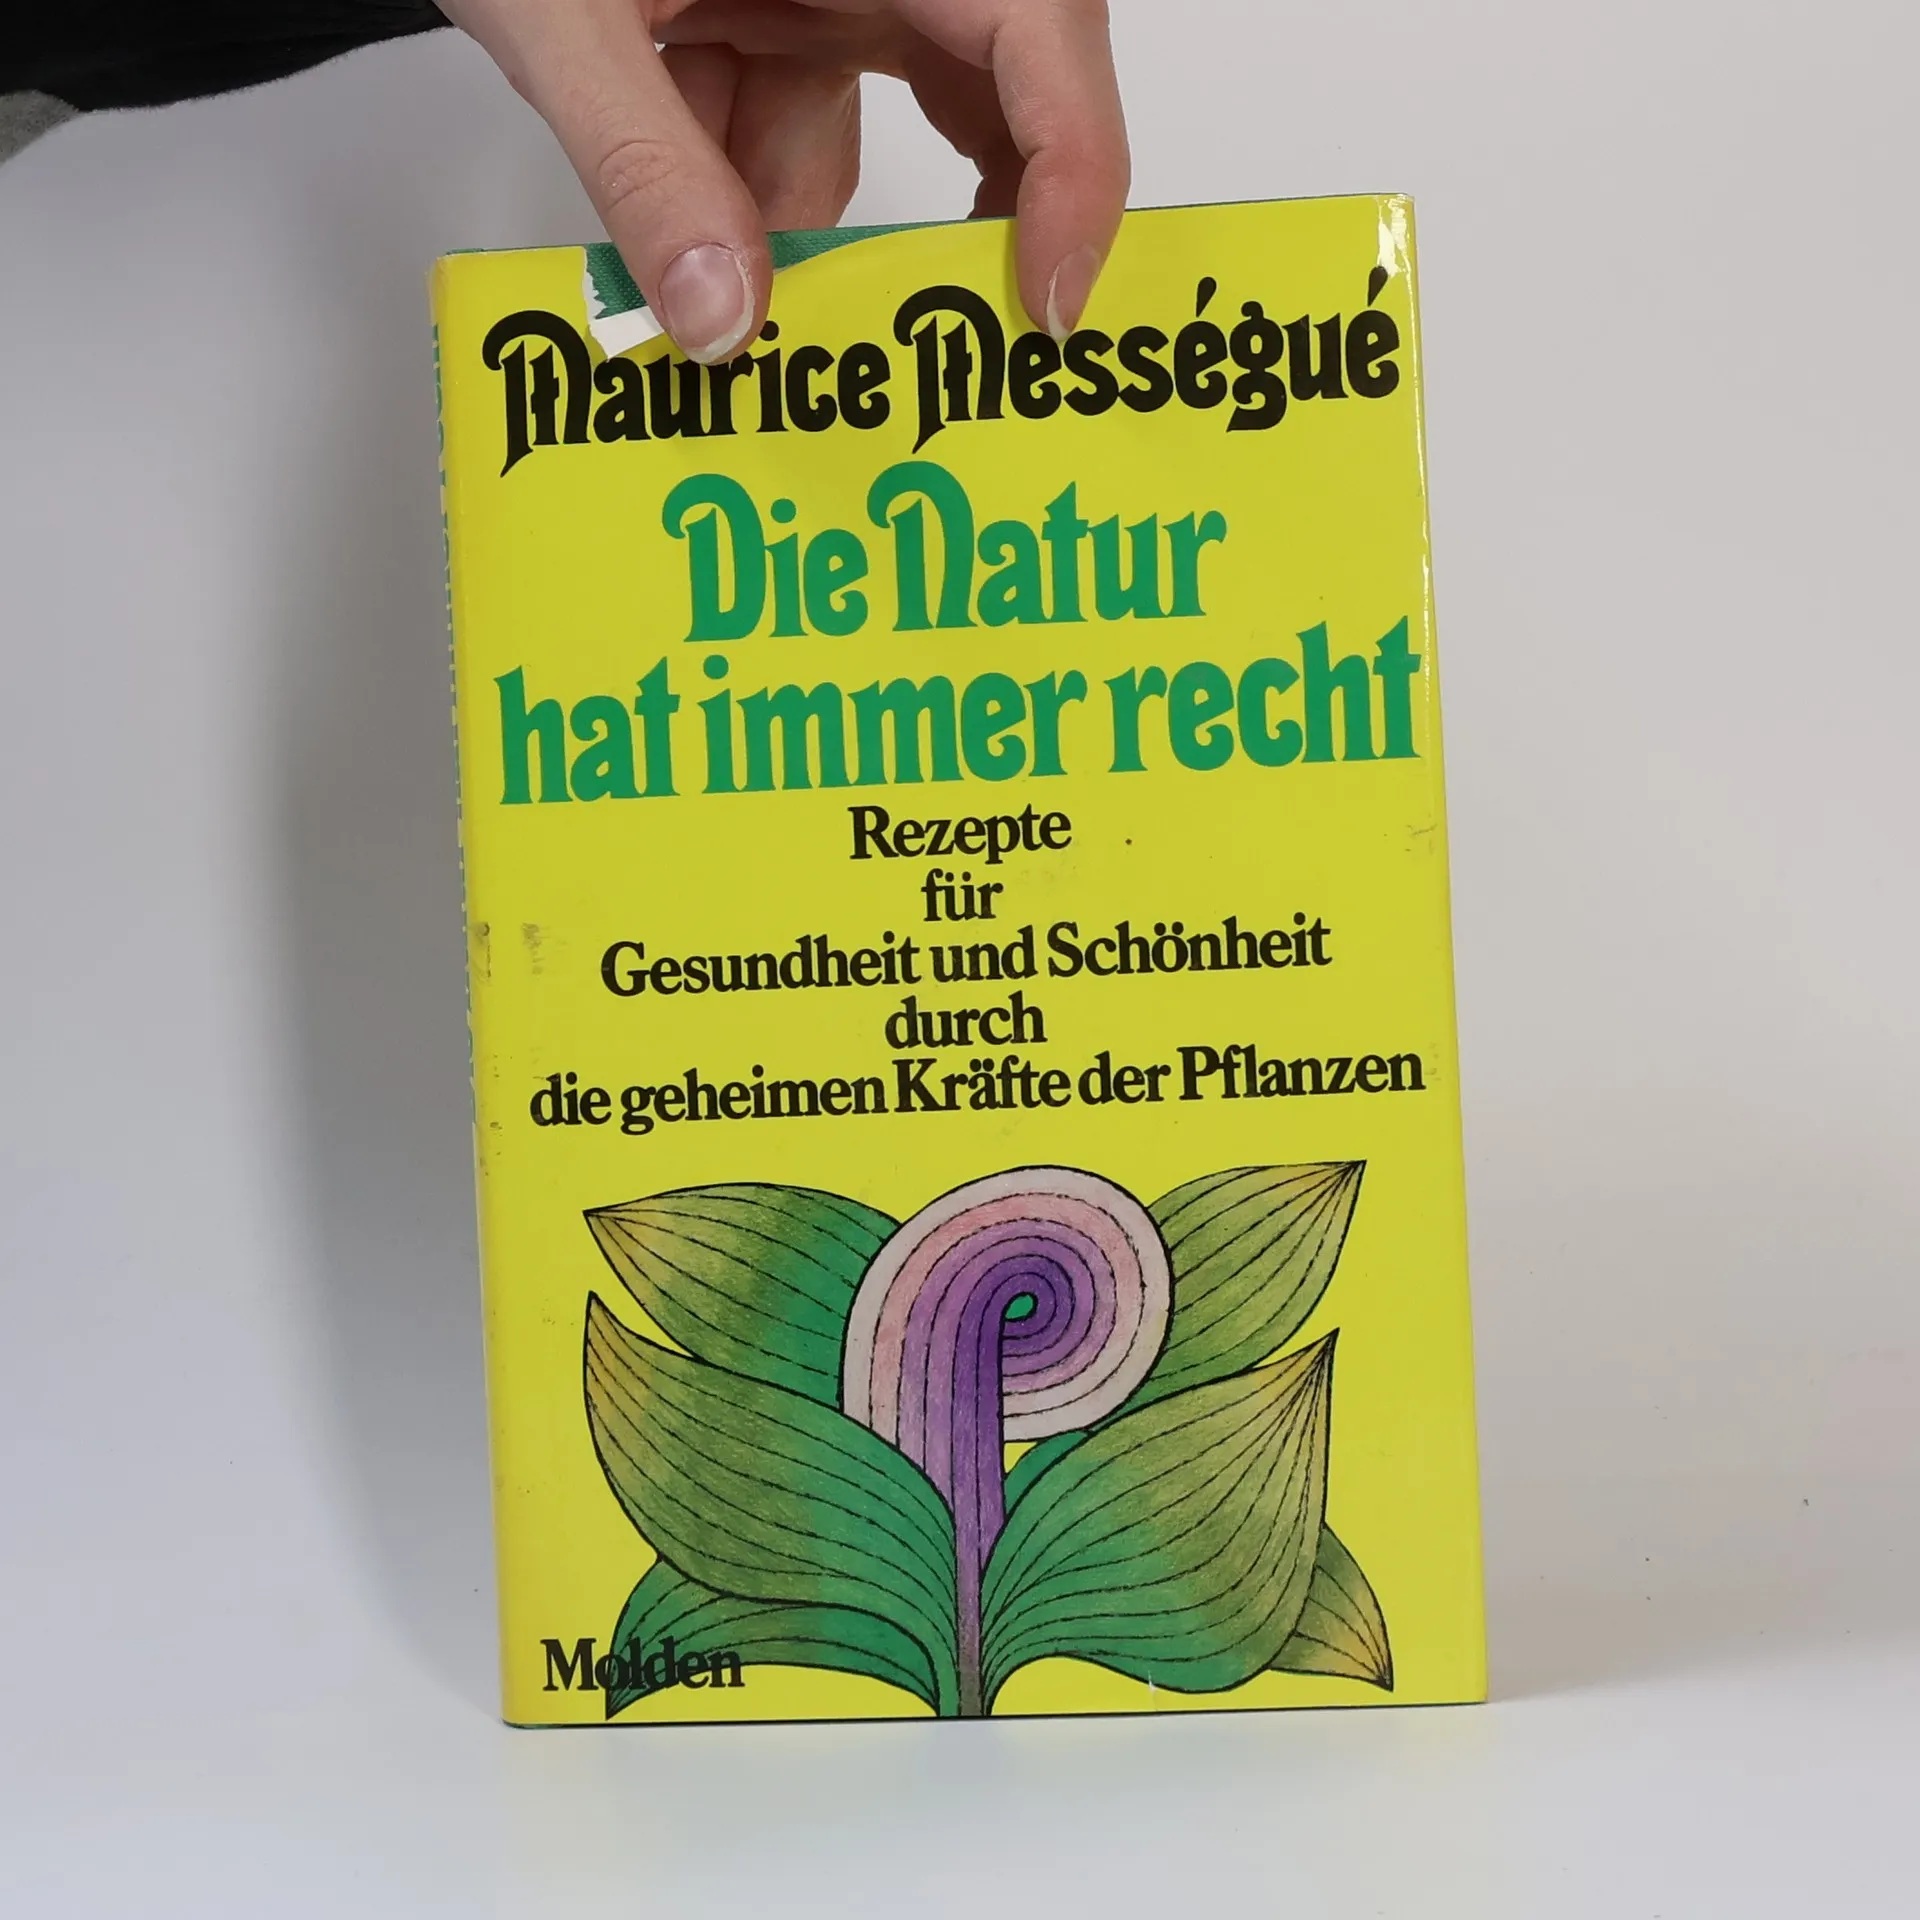 Maurice Mességué
Die Natur
hat immer recht
Rezepte
für
Gesundheit und Schönheit
durch
die geheimen Kräfte der Pflanzen
Molden